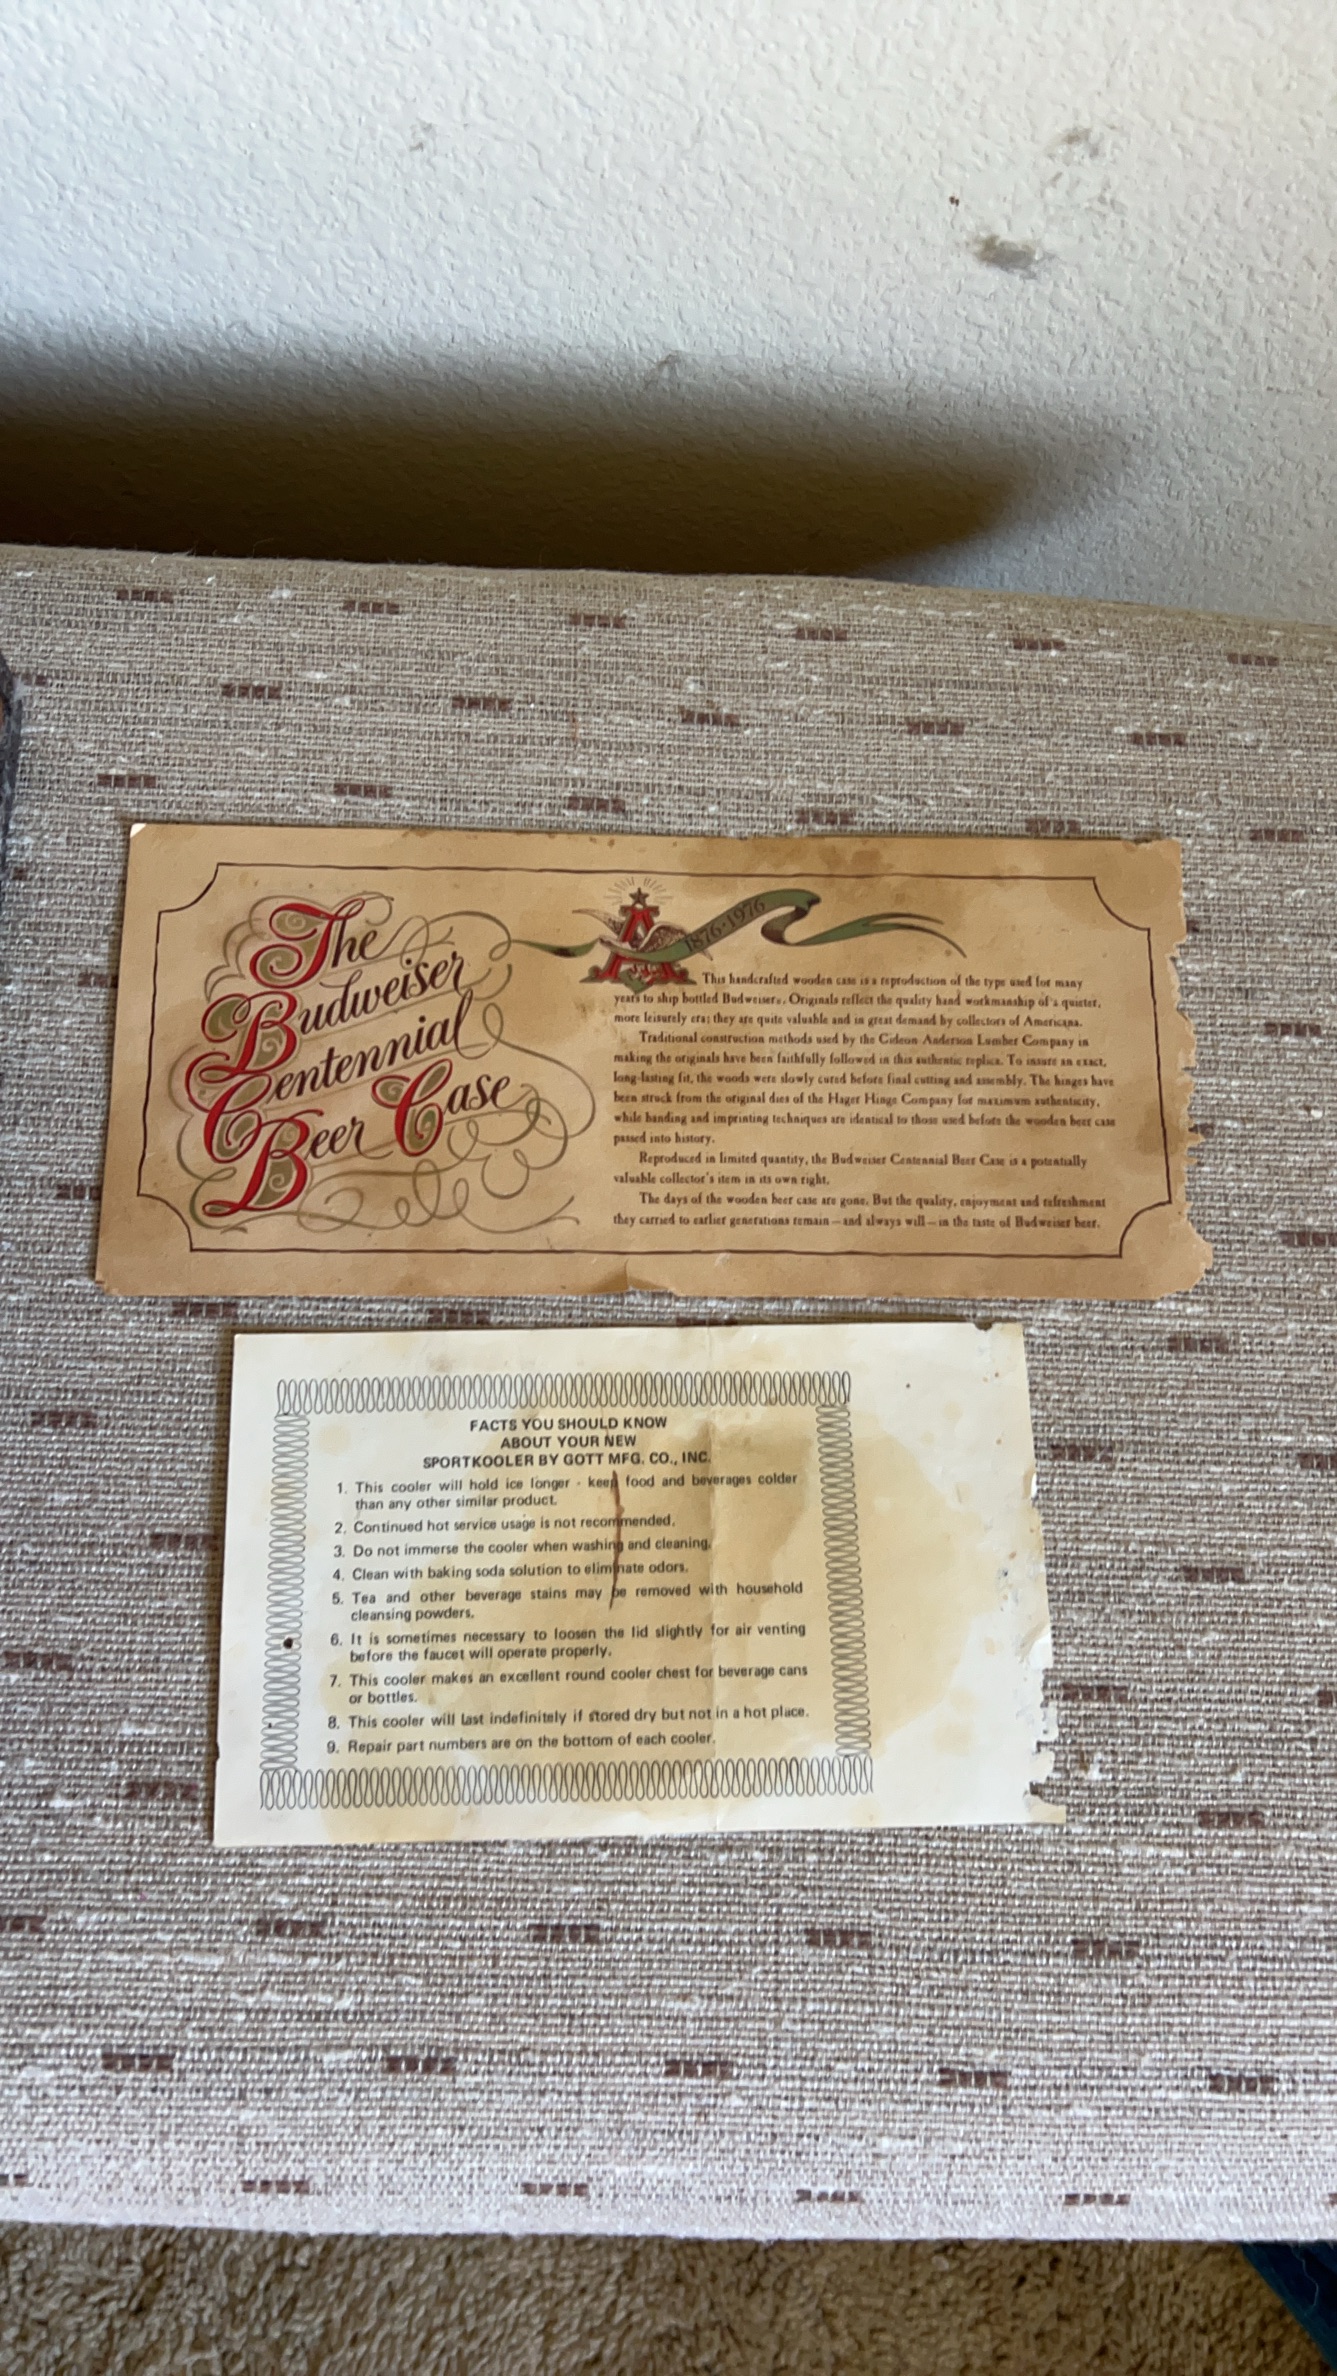 The
Budweiser
Centennial
Beer Case
1876-1976
This handcrafted wooden case is a reproduction of the type used for many
years to ship bottled Budweiser®. Originals reflect the quality hand workmanship of a quieter,
more leisurely era; they are quite valuable and in great demand by collectors of Americana.
Traditional construction methods used by the Gideon Anderson Lumber Company in
making the originals have been faithfully followed in this authentic replica. To insure an exact,
long-lasting fit, the woods were slowly cured before final cutting and assembly. The hinges have
been struck from the original dies of the Hager Hinge Company for maximum authenticity,
while banding and imprinting techniques are identical to those used before the wooden beer case
passed into history.
Reproduced in limited quantity, the Budweiser Centennial Beer Case is a potentially
valuable collector's item in its own right.
The days of the wooden beer case are gone. But the quality, enjoyment and refreshment
they carried to earlier generations remain—and always will—in the taste of Budweiser beer.
FACTS YOU SHOULD KNOW
ABOUT YOUR NEW
SPORTKOOLER BY GOTT MFG. CO., INC.
1. This cooler will hold ice longer - keep food and beverages colder
than any other similar product.
2. Continued hot service usage is not recommended.
3. Do not immerse the cooler when washing and cleaning.
4. Clean with baking soda solution to eliminate odors.
5. Tea and other beverage stains may be removed with household
cleansing powders.
6. It is sometimes necessary to loosen the lid slightly for air venting
before the faucet will operate properly.
7. This cooler makes an excellent round cooler chest for beverage cans
or bottles.
8. This cooler will last indefinitely if stored dry but not in a hot place.
9. Repair part numbers are on the bottom of each cooler.